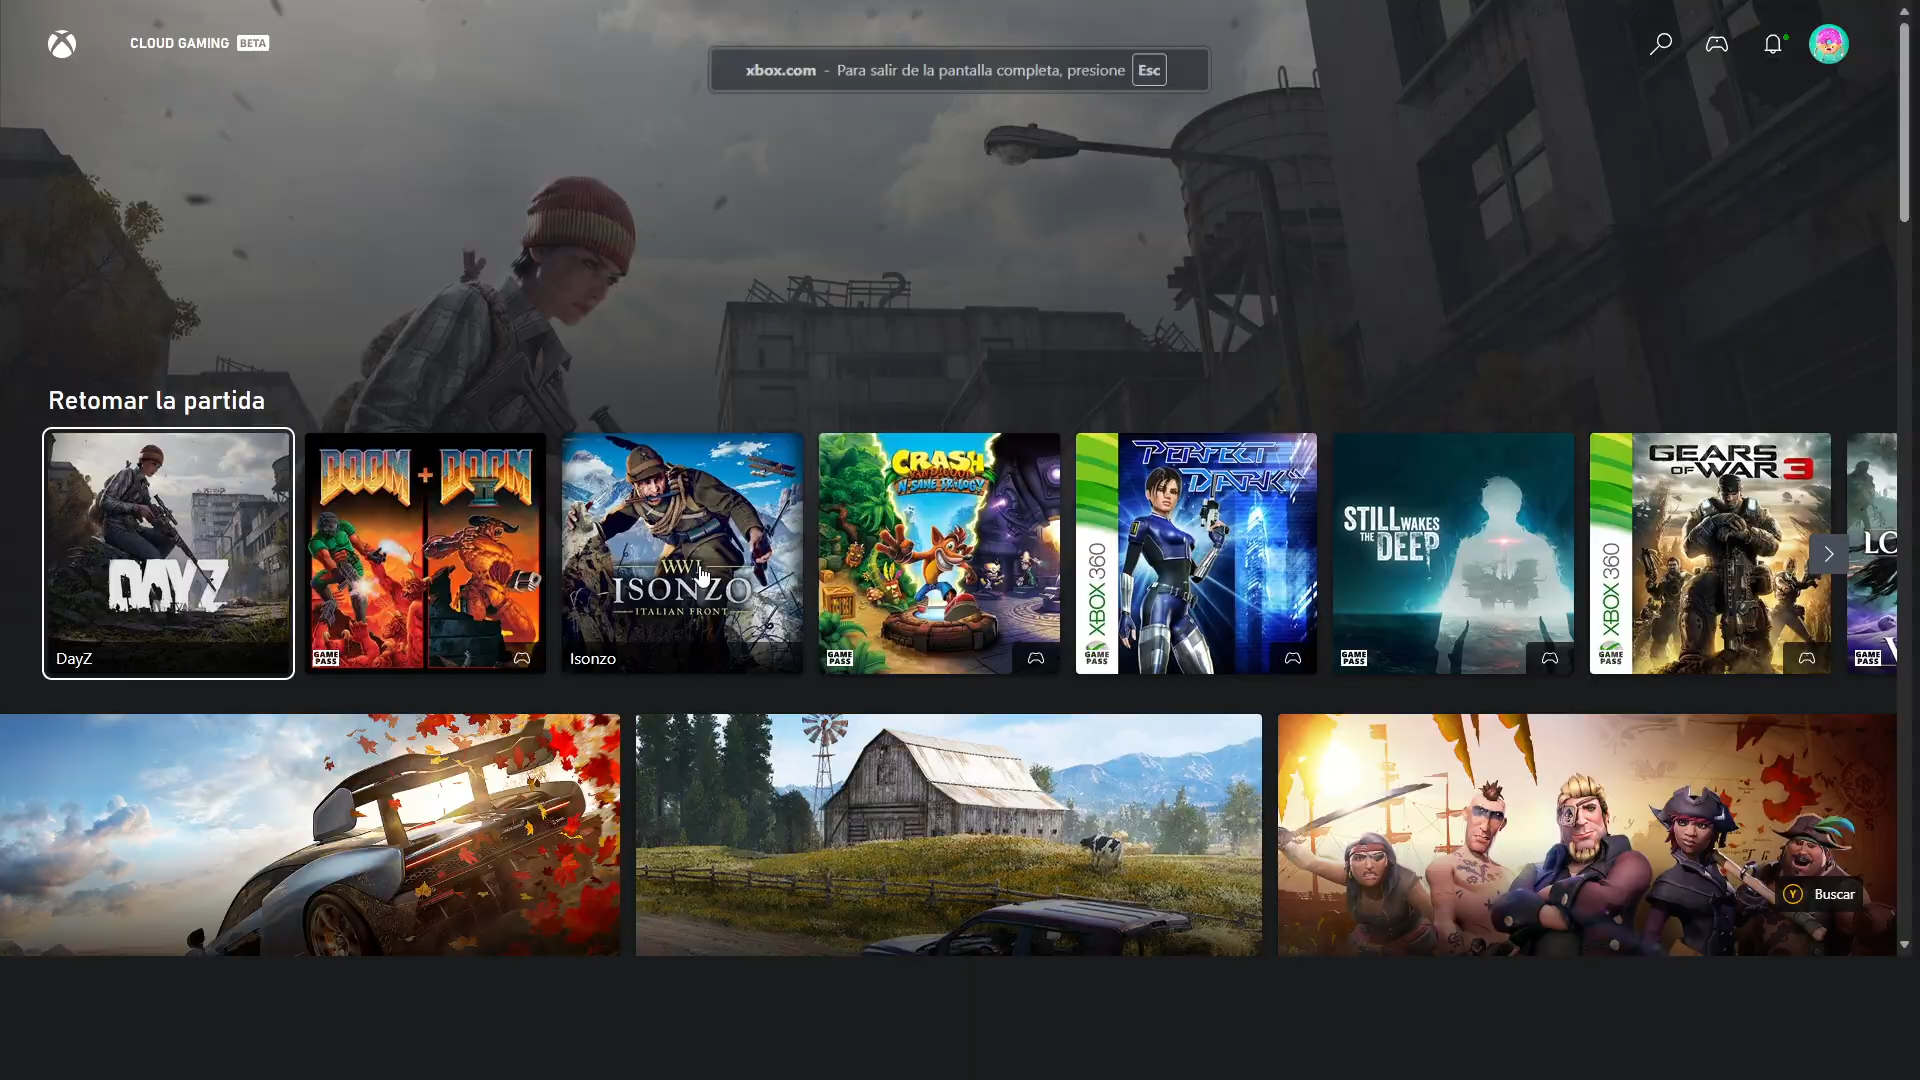 CLOUD GAMING BETA
xbox.com - Para salir de la pantalla completa, presione Esc
Retomar la partida
DAYZ
DayZ
DOOM + DOOM II
GAME PASS
WWI
ISONZO
ITALIAN FRONT
Isonzo
CRASH
BANDICOOT
N.SANE TRILOGY
GAME PASS
PERFECT
DARK
XBOX 360
GAME PASS
STILL WAKES
THE DEEP
GAME PASS
GEARS
OF WAR 3
XBOX 360
GAME PASS
LO
V
GAME PASS
Y Buscar